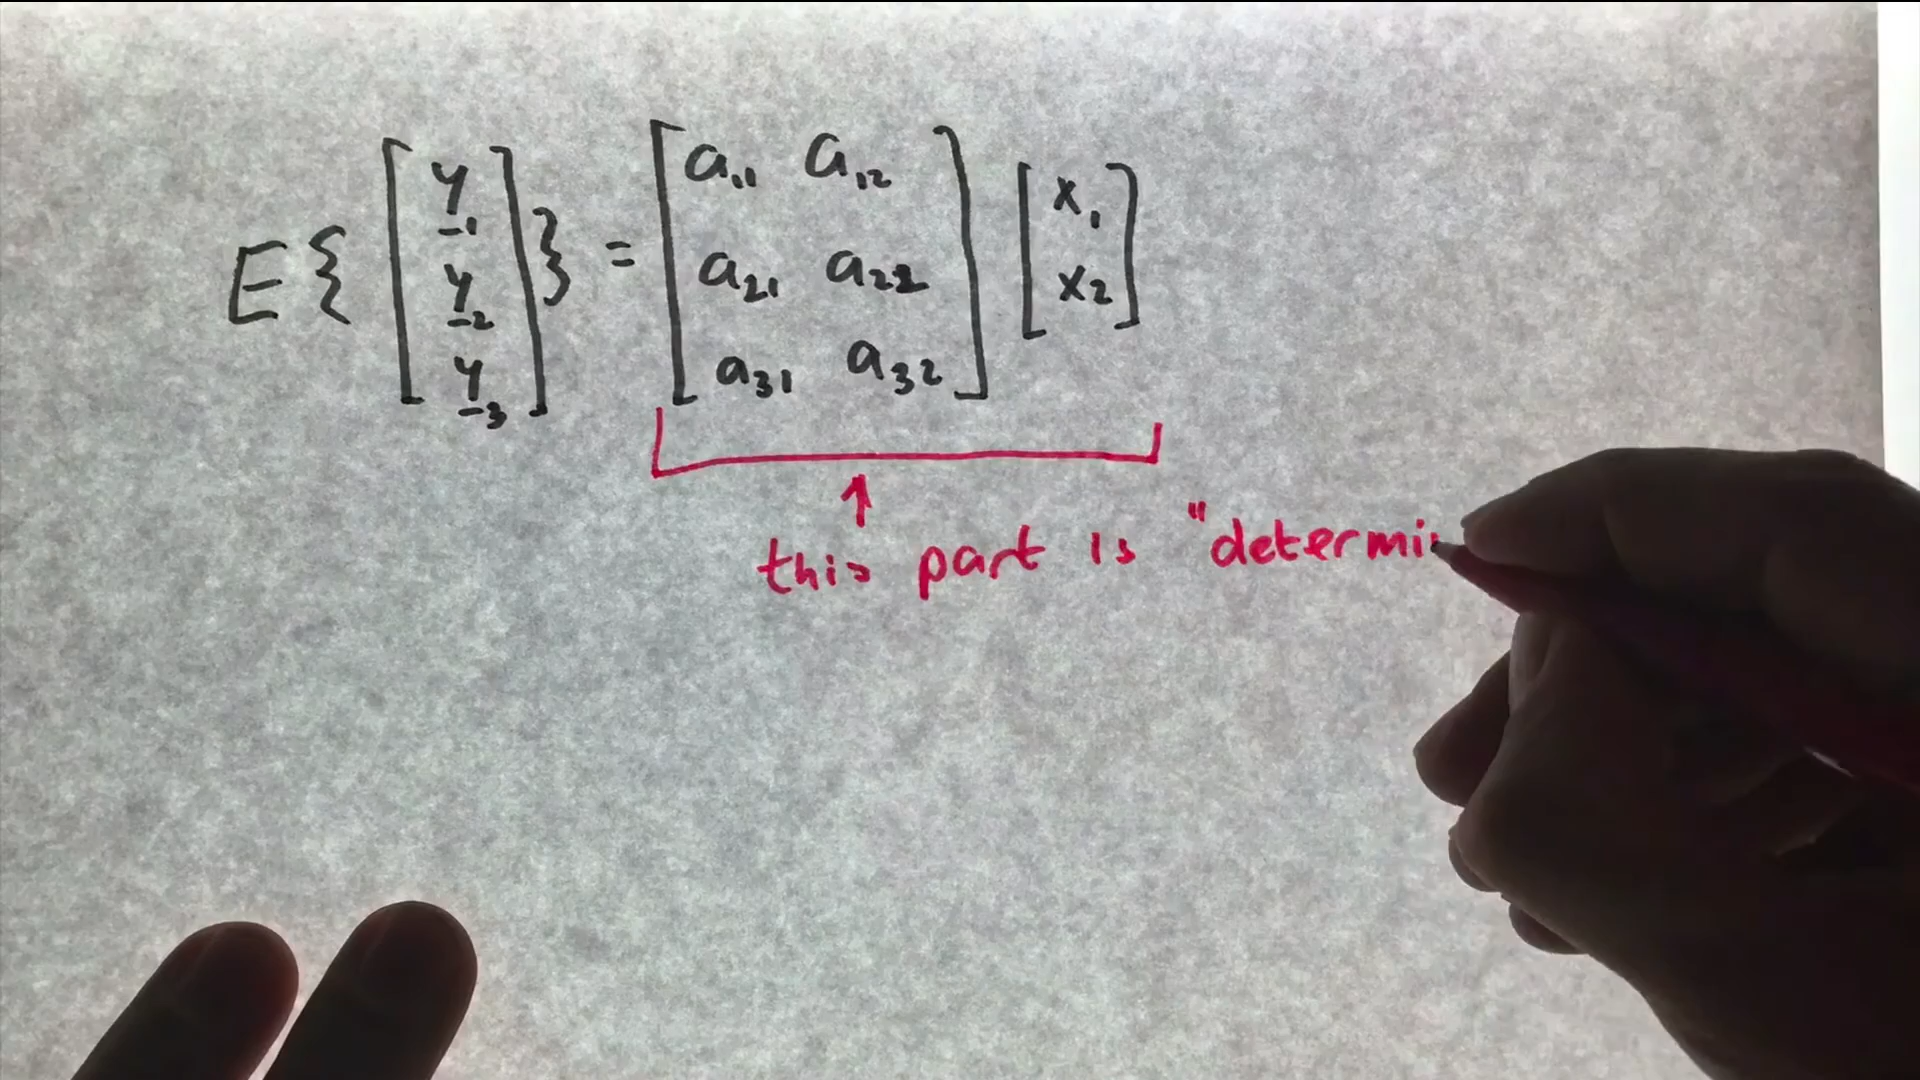 E{ [ y_1 y_2 y_3 ] } = [ a11 a12 a21 a22 a31 a32 ] [ x1 x2 ]
↑
this part is "determi